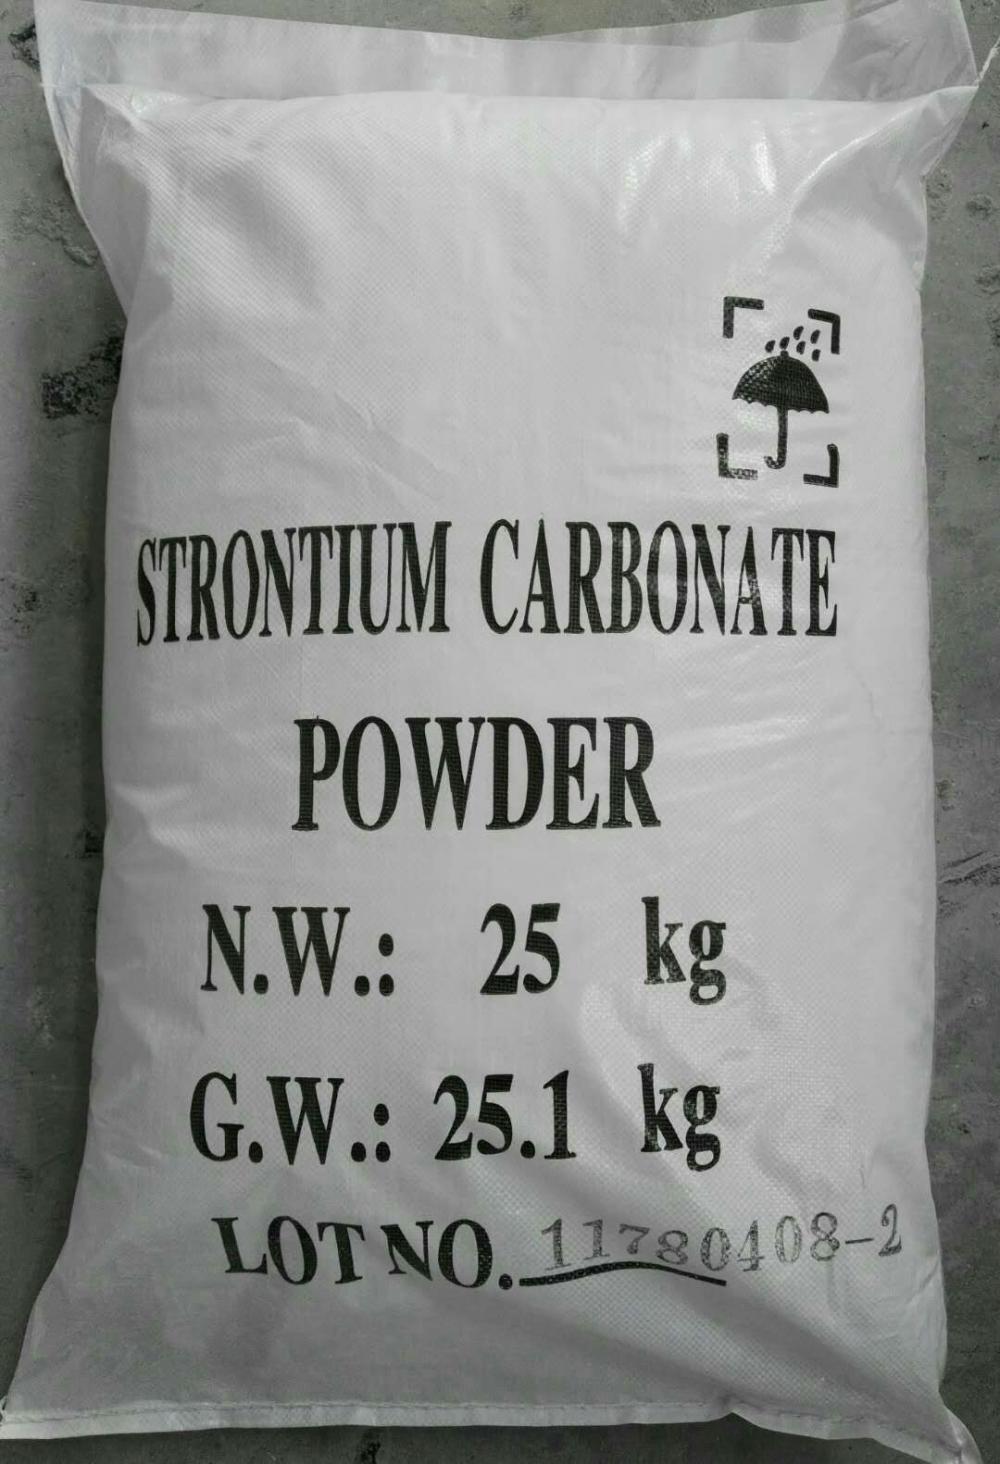 STRONTIUM CARBONATE
POWDER
N.W.: 25 kg
G.W.: 25.1 kg
LOT NO. 11780408-2